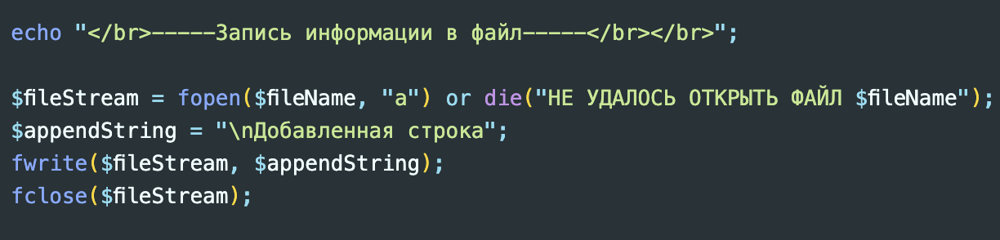 echo "</br>-----Запись информации в файл-----</br></br>";
$fileStream = fopen($fileName, "a") or die("НЕ УДАЛОСЬ ОТКРЫТЬ ФАЙЛ $fileName");
$appendString = "\nДобавленная строка";
fwrite($fileStream, $appendString);
fclose($fileStream);